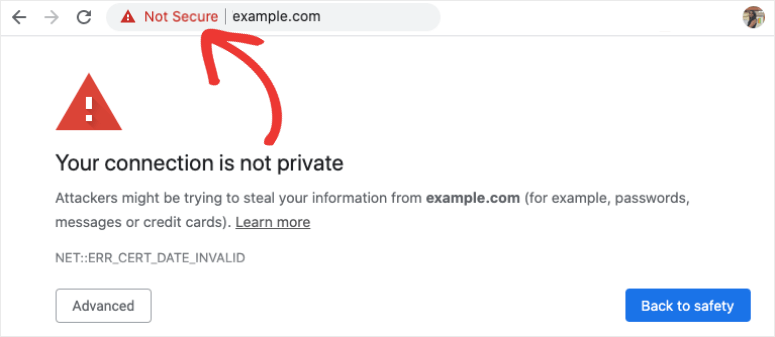 Not Secure | example.com
Your connection is not private
Attackers might be trying to steal your information from example.com (for example, passwords,
messages or credit cards). Learn more
NET::ERR_CERT_DATE_INVALID
Advanced
Back to safety